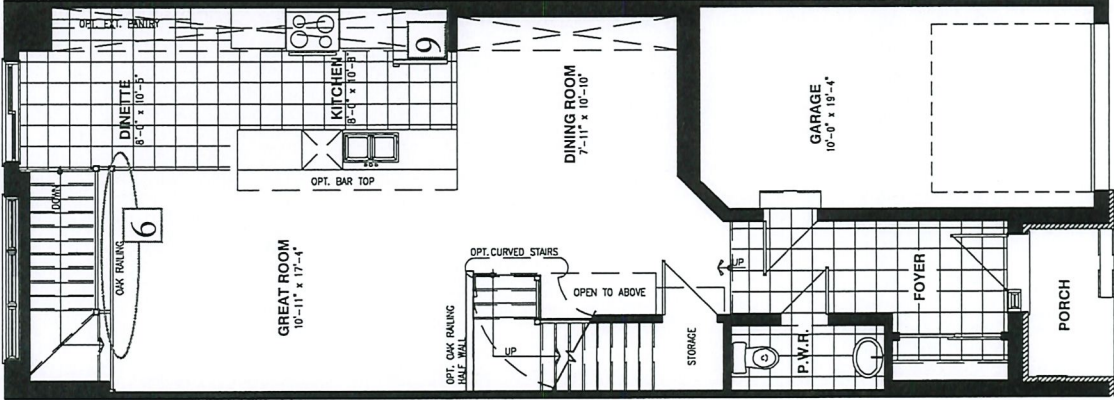 OPT. EXT. PANTRY
DINETTE
8'-0" x 10'-5"
KITCHEN
8'-0" x 10'-8"
9
DINING ROOM
7'-11" x 10'-10"
GARAGE
10'-0" x 19'-4"
OPT. BAR TOP
DOWN
OAK RAILING
6
GREAT ROOM
10'-11" x 17'-4"
OPT.CURVED STAIRS
OPEN TO ABOVE
UP
OPT. OAK RAILING
HALF WALL
UP
STORAGE
P.W.R.
FOYER
PORCH